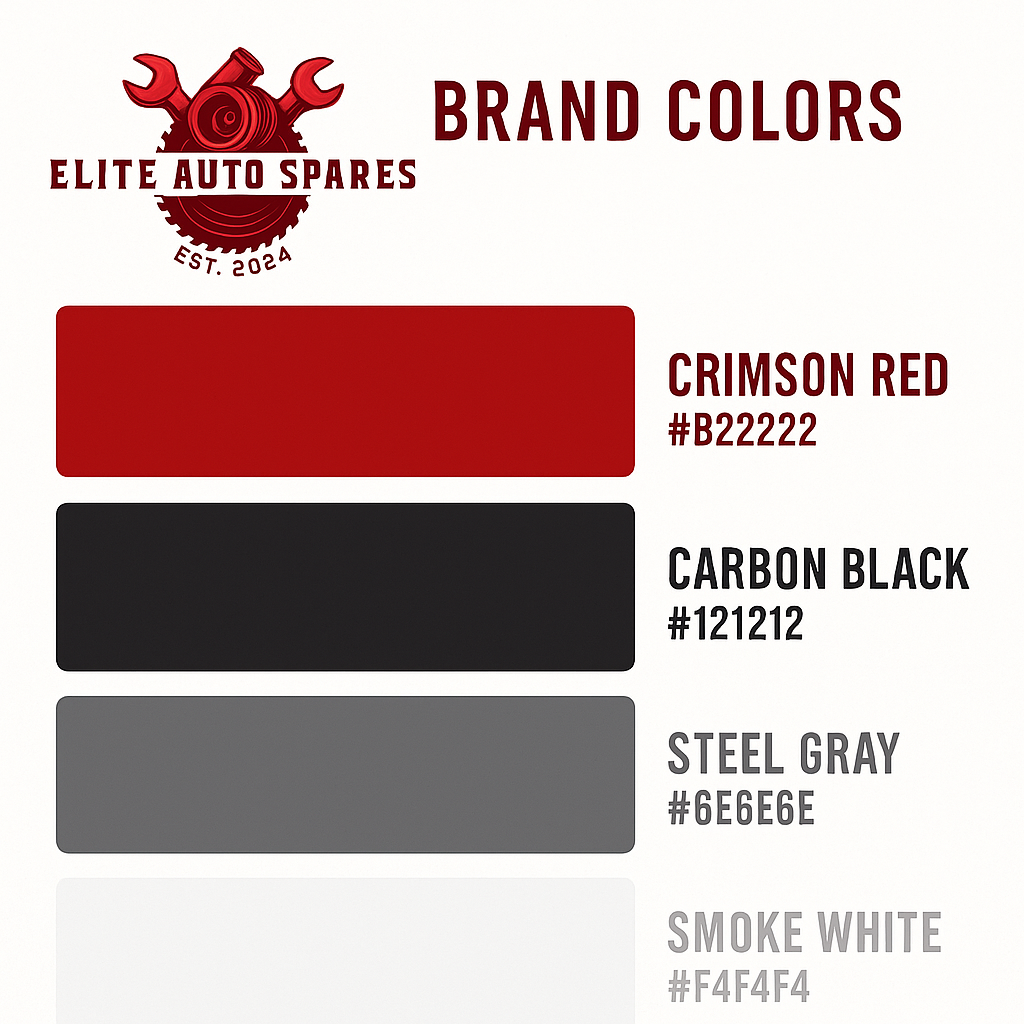 BRAND COLORS
ELITE AUTO SPARES
EST. 2024
CRIMSON RED
#B22222
CARBON BLACK
#121212
STEEL GRAY
#6E6E6E
SMOKE WHITE
#F4F4F4